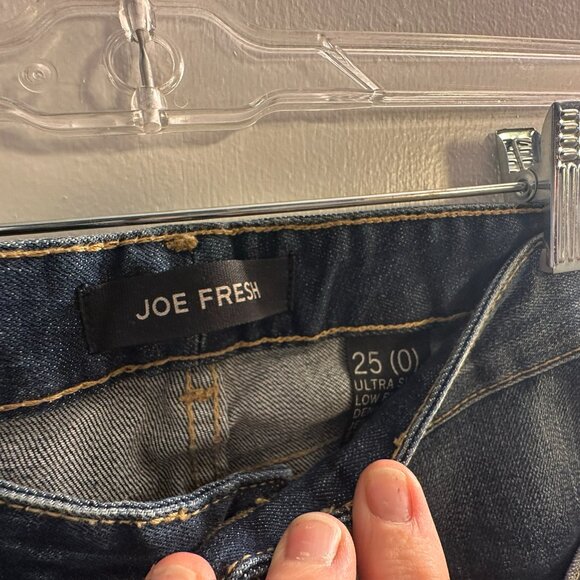 JOE FRESH
25 (0)
ULTRA
LOW